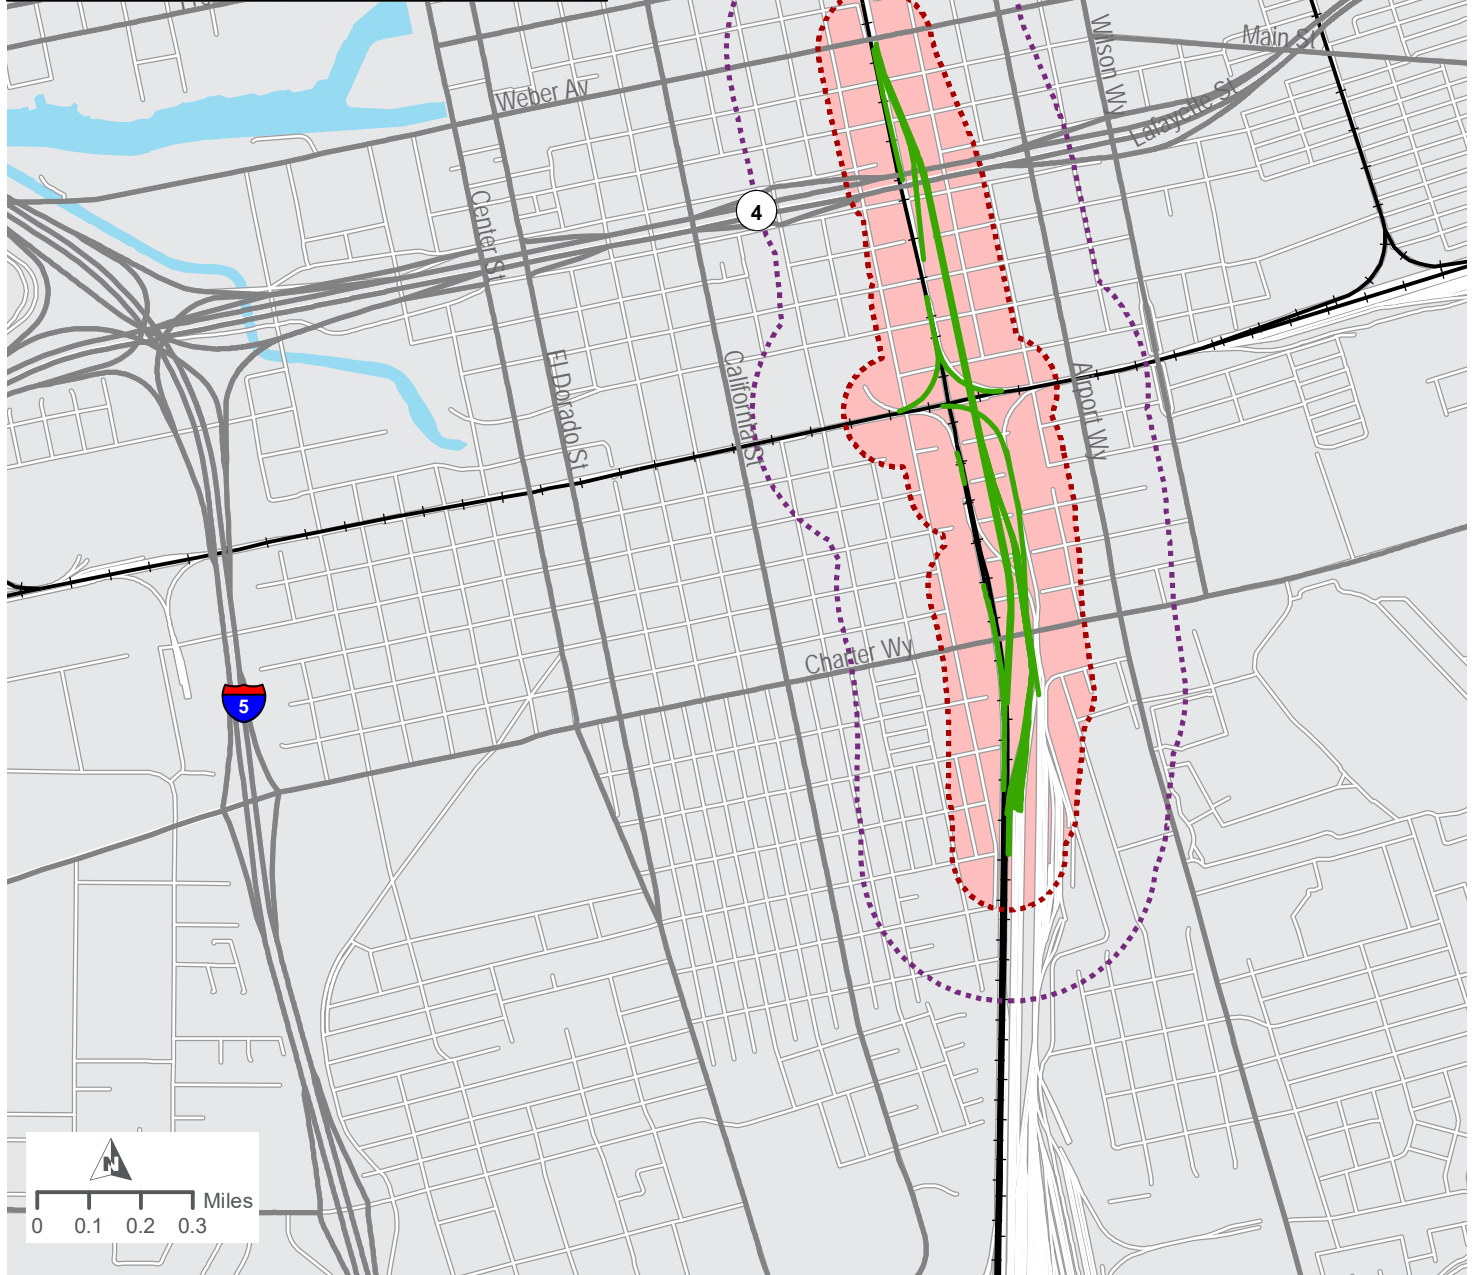 Main St
Wilson Wy
Weber Av
Lafayette St
4
Center St
El Dorado St
California St
Airport Wy
Charter Wy
5
N
Miles
0 0.1 0.2 0.3